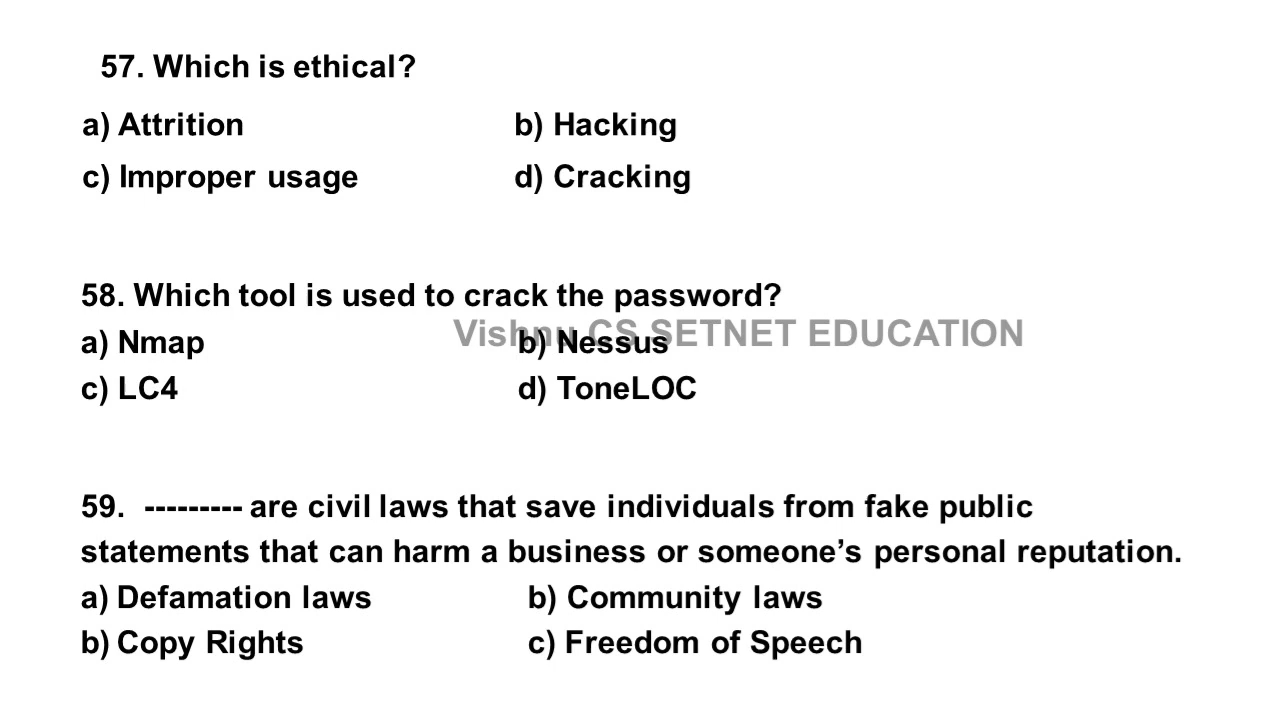 57. Which is ethical?
a) Attrition b) Hacking
c) Improper usage d) Cracking
58. Which tool is used to crack the password?
Vishnu CS SETNET EDUCATION
a) Nmap b) Nessus
c) LC4 d) ToneLOC
59. --------- are civil laws that save individuals from fake public
statements that can harm a business or someone’s personal reputation.
a) Defamation laws b) Community laws
b) Copy Rights c) Freedom of Speech